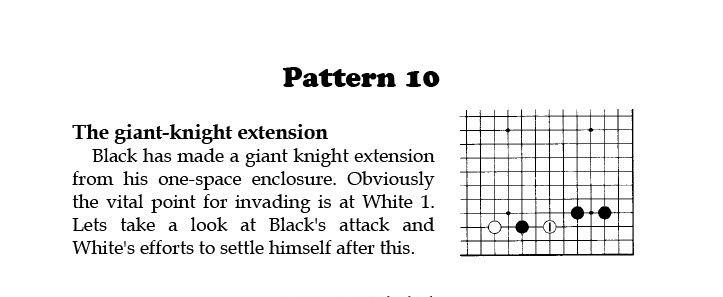 Pattern 10
The giant-knight extension
Black has made a giant knight extension
from his one-space enclosure. Obviously
the vital point for invading is at White 1.
Lets take a look at Black's attack and
White's efforts to settle himself after this.
1